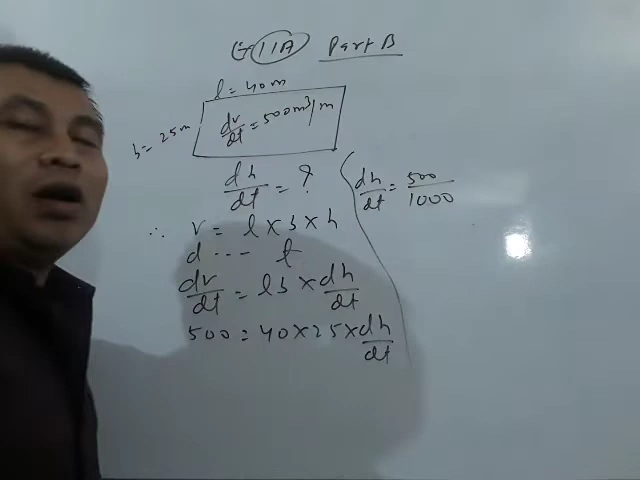 G-11A Part B
l = 40m
b = 25m
dv/dt = 500m³/m
dh/dt = ?
∴ v = l × b × h
d --- t
dv/dt = lb × dh/dt
500 = 40 × 25 × dh/dt
dh/dt = 500/1000